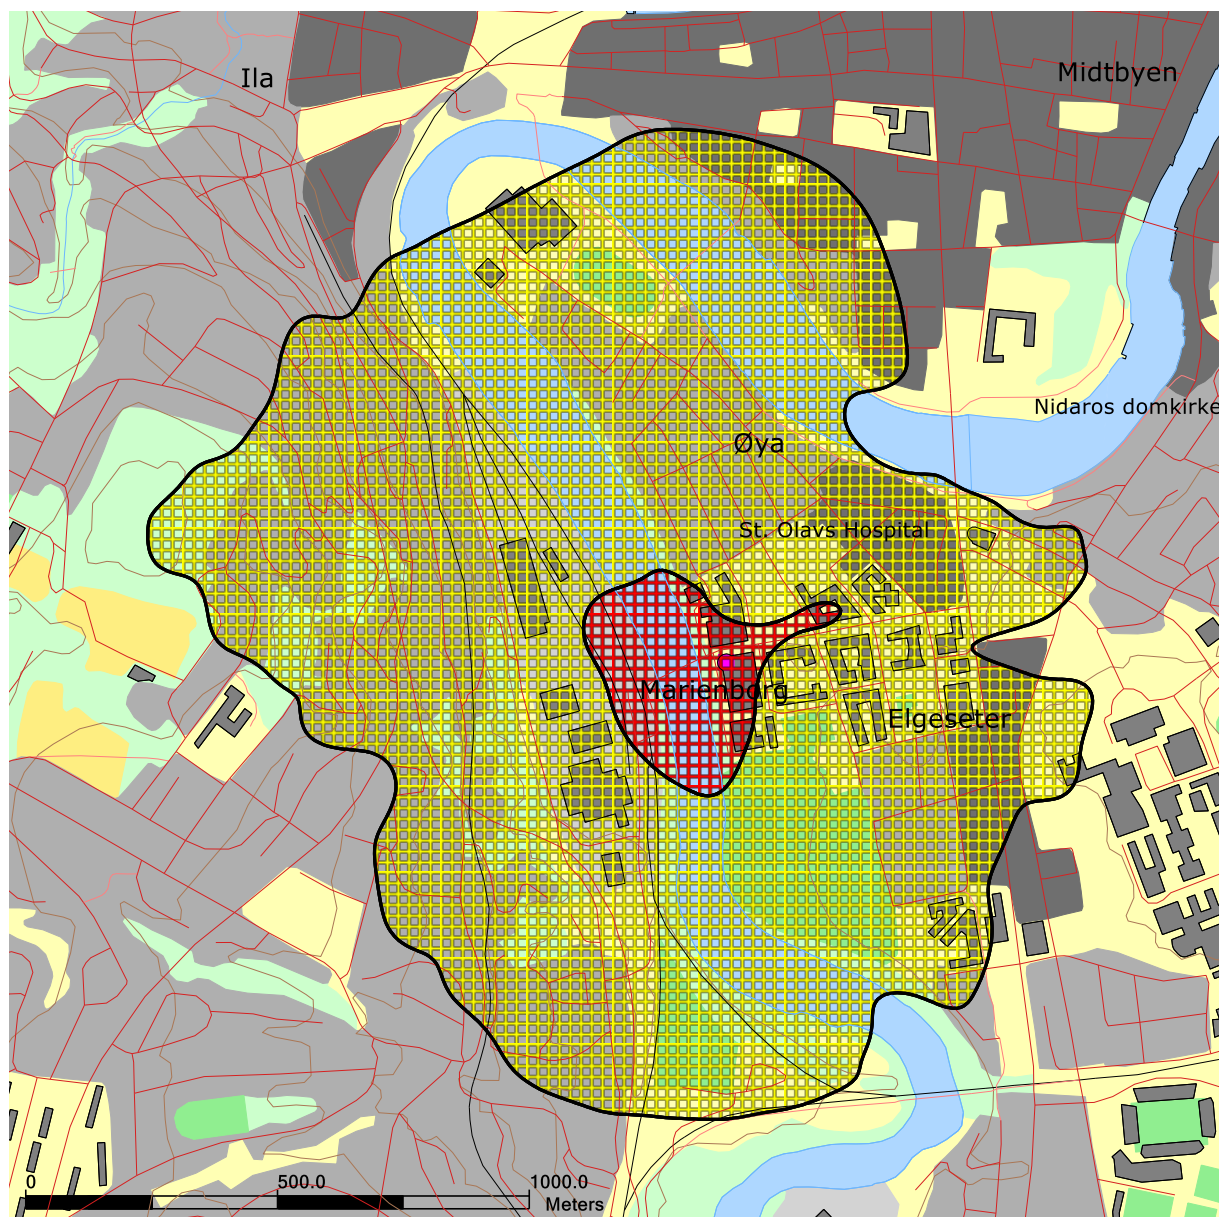 Ila
Midtbyen
Nidaros domkirke
Øya
St. Olavs Hospital
Marienborg
Elgeseter
0 500.0 1000.0
Meters